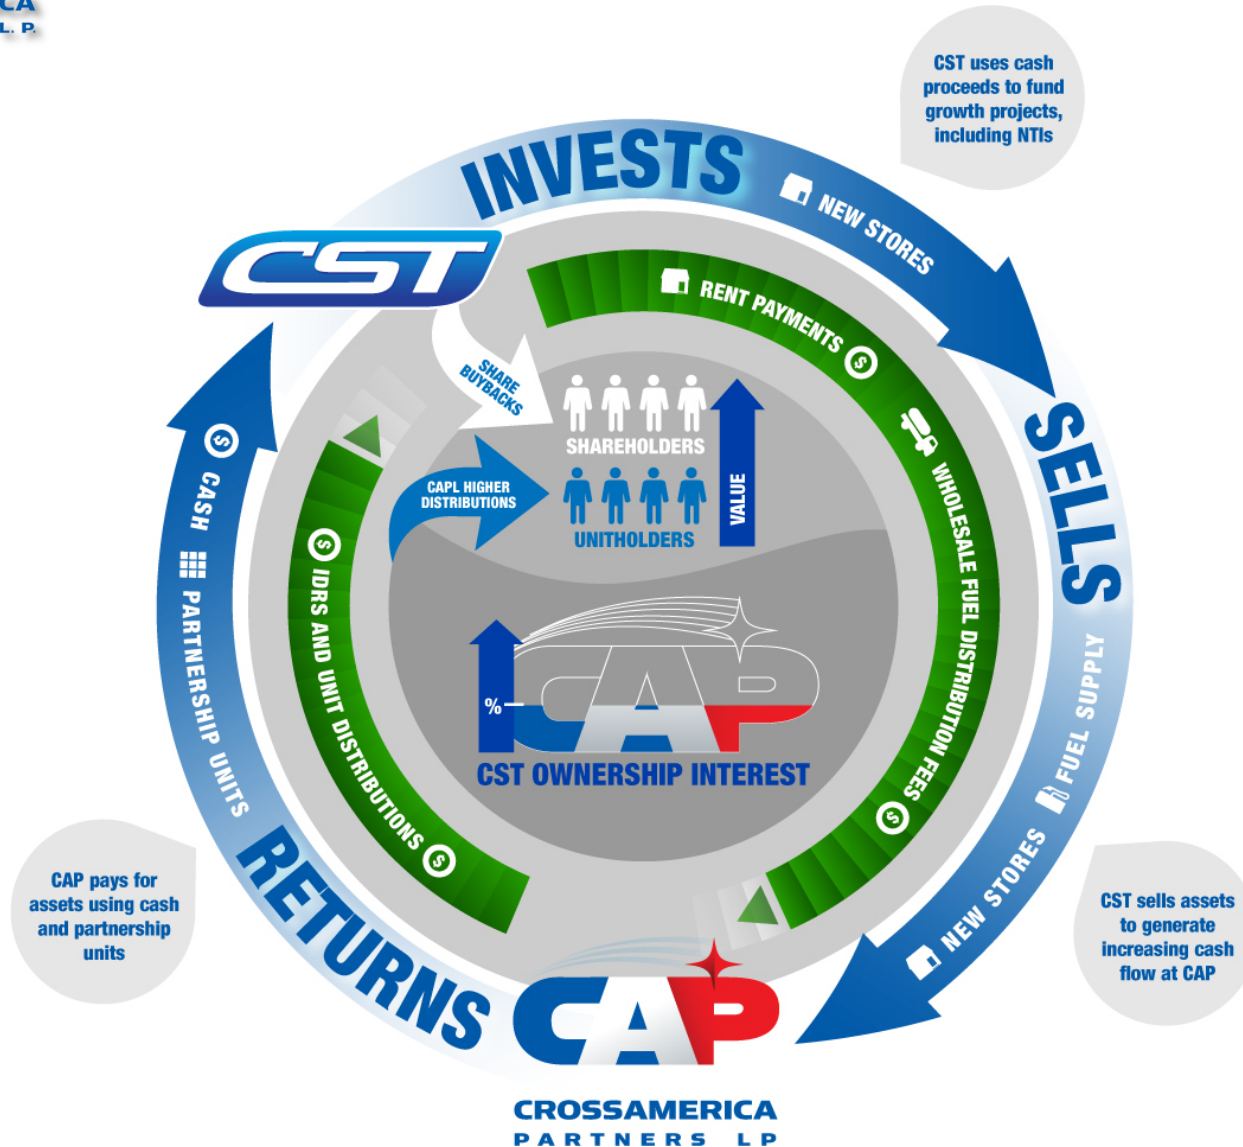 CA
L.P.
CST uses cash
proceeds to fund
growth projects,
including NTIs
INVESTS
NEW STORES
CST
RENT PAYMENTS $
SHARE
BUYBACKS
SHAREHOLDERS
CAPL HIGHER
DISTRIBUTIONS
UNITHOLDERS
VALUE
SELLS
$ CASH
PARTNERSHIP UNITS
$ IDRS AND UNIT DISTRIBUTIONS $
WHOLESALE FUEL DISTRIBUTION FEES $
FUEL SUPPLY
NEW STORES
%
CAP
CST OWNERSHIP INTEREST
RETURNS
CAP pays for
assets using cash
and partnership
units
CST sells assets
to generate
increasing cash
flow at CAP
CAP
CROSSAMERICA
PARTNERS LP